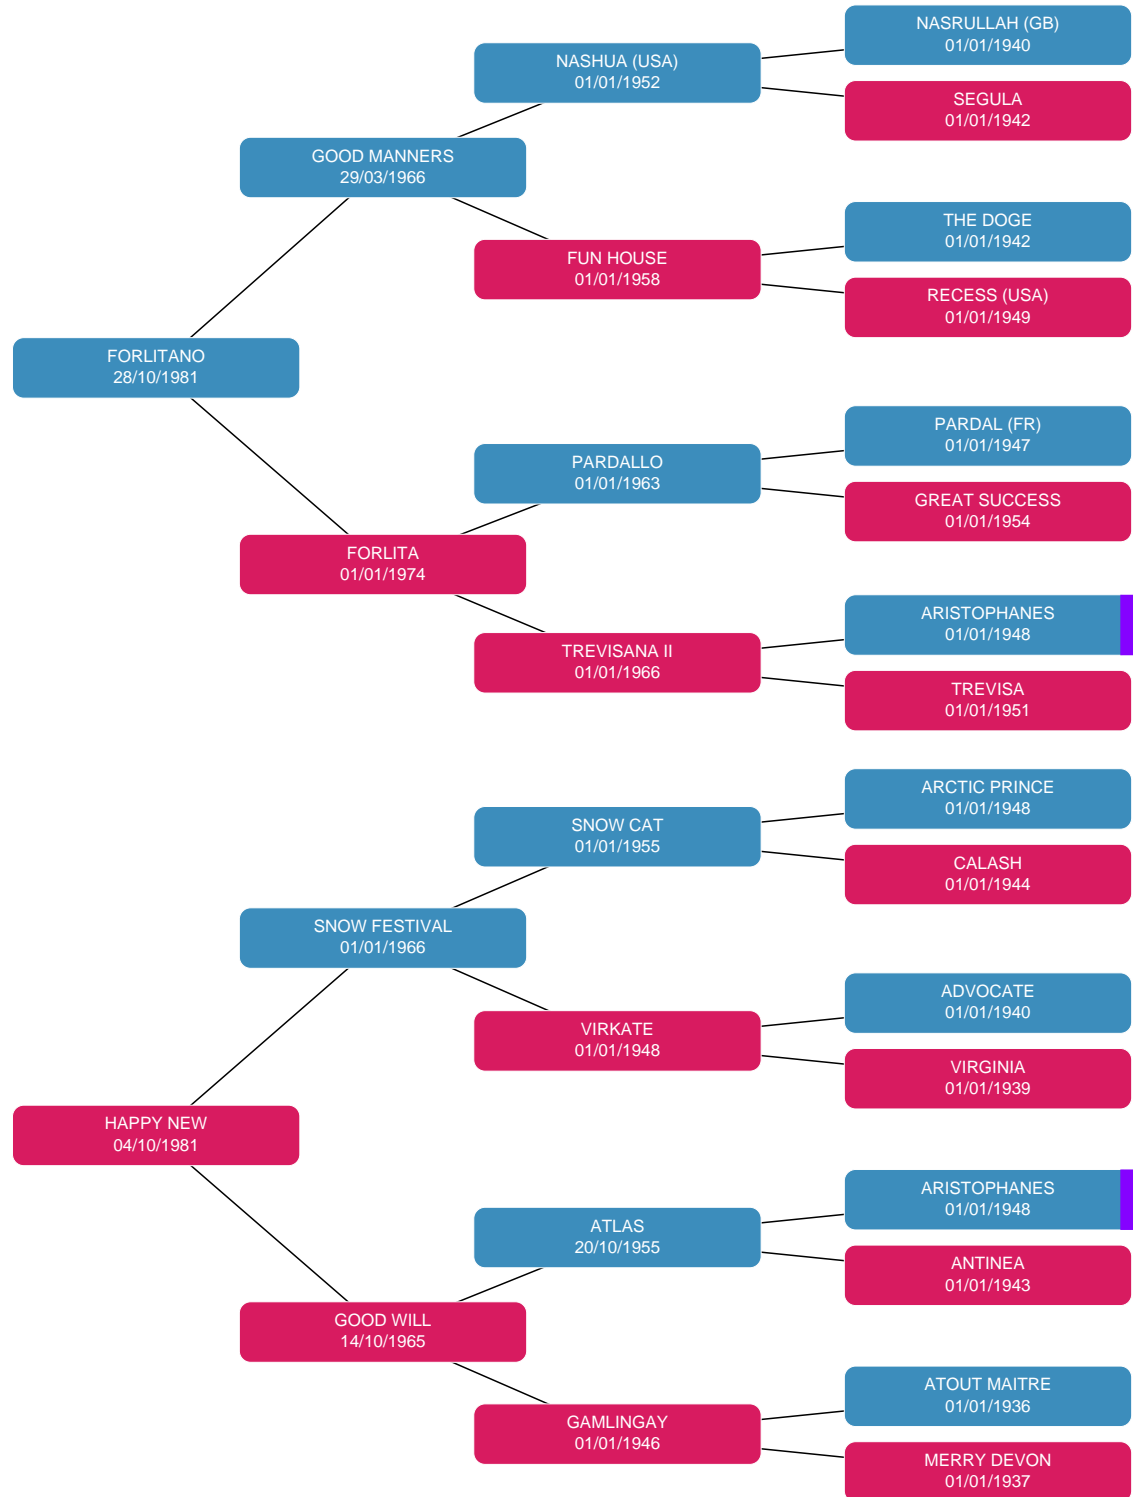 NASRULLAH (GB)
01/01/1940
NASHUA (USA)
01/01/1952
SEGULA
01/01/1942
GOOD MANNERS
29/03/1966
THE DOGE
01/01/1942
FUN HOUSE
01/01/1958
RECESS (USA)
01/01/1949
FORLITANO
28/10/1981
PARDAL (FR)
01/01/1947
PARDALLO
01/01/1963
GREAT SUCCESS
01/01/1954
FORLITA
01/01/1974
ARISTOPHANES
01/01/1948
TREVISANA II
01/01/1966
TREVISA
01/01/1951
ARCTIC PRINCE
01/01/1948
SNOW CAT
01/01/1955
CALASH
01/01/1944
SNOW FESTIVAL
01/01/1966
ADVOCATE
01/01/1940
VIRKATE
01/01/1948
VIRGINIA
01/01/1939
HAPPY NEW
04/10/1981
ARISTOPHANES
01/01/1948
ATLAS
20/10/1955
ANTINEA
01/01/1943
GOOD WILL
14/10/1965
ATOUT MAITRE
01/01/1936
GAMLINGAY
01/01/1946
MERRY DEVON
01/01/1937